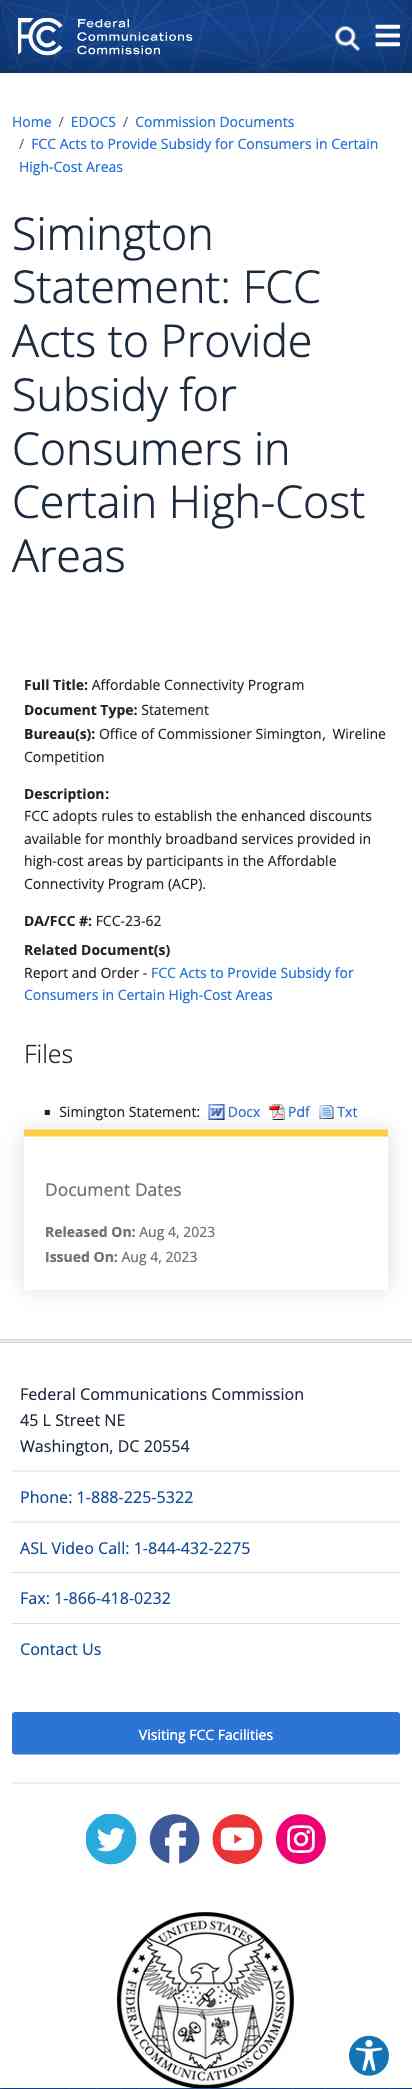 Federal
Communications
Commission
Home / EDOCS / Commission Documents
/ FCC Acts to Provide Subsidy for Consumers in Certain
High-Cost Areas
Simington
Statement: FCC
Acts to Provide
Subsidy for
Consumers in
Certain High-Cost
Areas
Full Title: Affordable Connectivity Program
Document Type: Statement
Bureau(s): Office of Commissioner Simington, Wireline
Competition
Description:
FCC adopts rules to establish the enhanced discounts
available for monthly broadband services provided in
high-cost areas by participants in the Affordable
Connectivity Program (ACP).
DA/FCC #: FCC-23-62
Related Document(s)
Report and Order - FCC Acts to Provide Subsidy for
Consumers in Certain High-Cost Areas
Files
▪ Simington Statement: Docx Pdf Txt
Document Dates
Released On: Aug 4, 2023
Issued On: Aug 4, 2023
Federal Communications Commission
45 L Street NE
Washington, DC 20554
Phone: 1-888-225-5322
ASL Video Call: 1-844-432-2275
Fax: 1-866-418-0232
Contact Us
Visiting FCC Facilities
UNITED STATES
FEDERAL COMMUNICATIONS COMMISSION